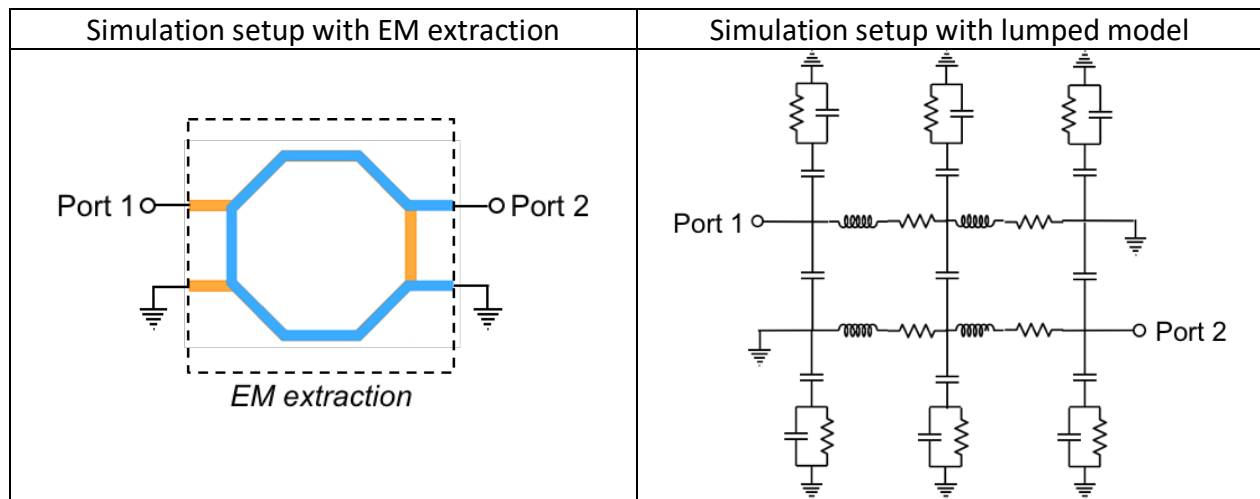 Simulation setup with EM extraction
Simulation setup with lumped model
Port 1
Port 2
EM extraction
Port 1
Port 2